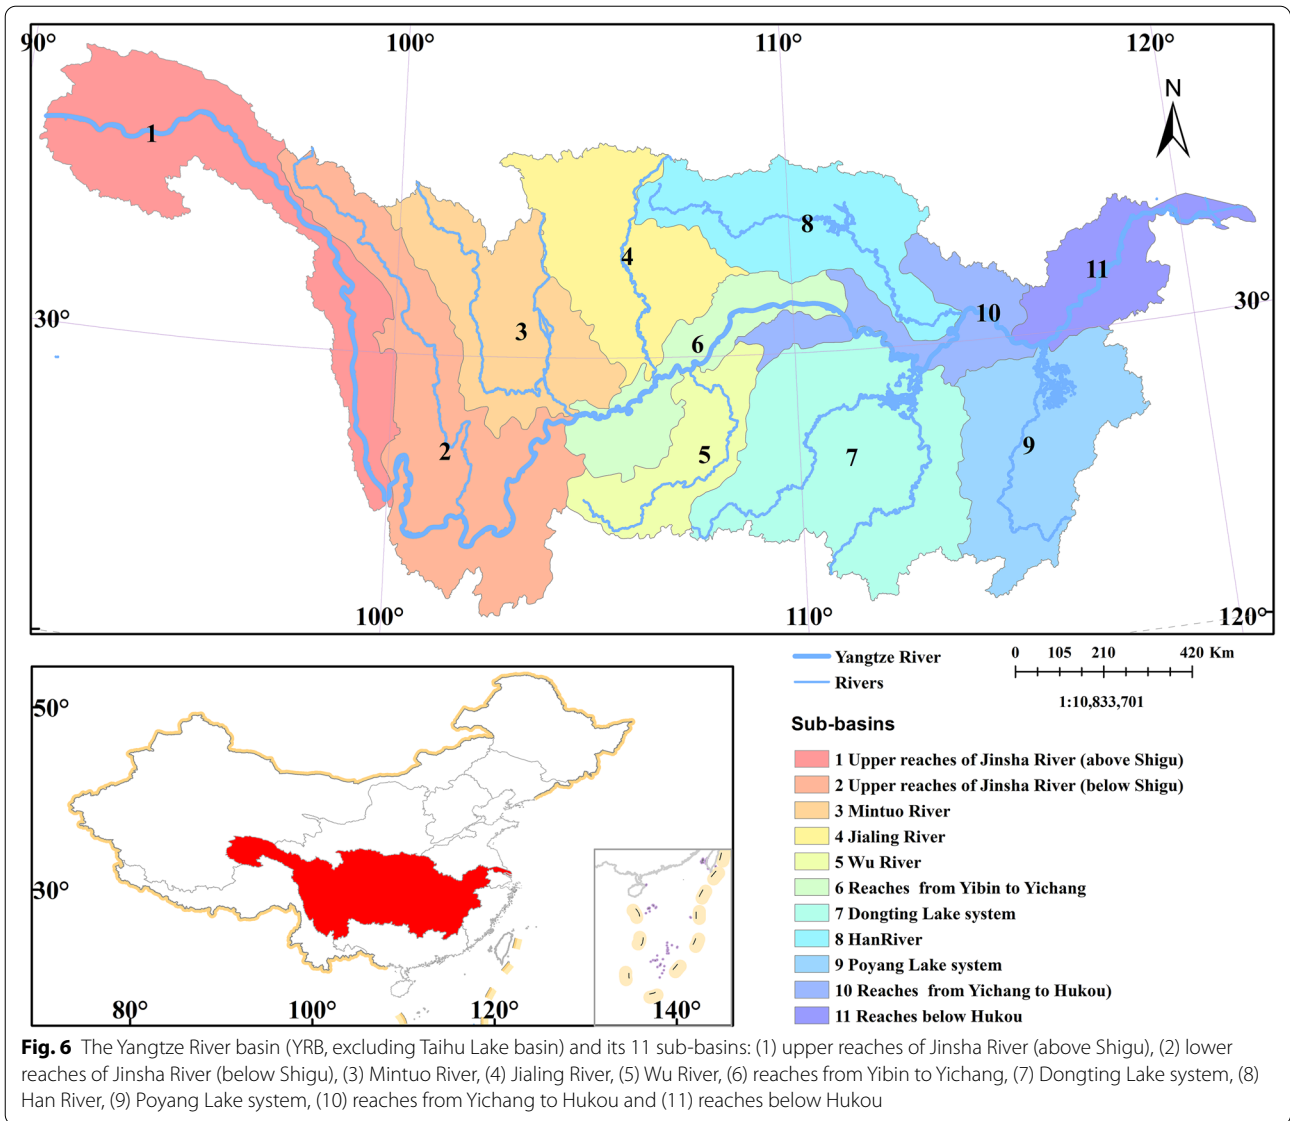 90°
100°
110°
120°
N
1
8
4
11
30°
10
30°
3
6
2
5
7
9
100°
110°
120°
Yangtze River
Rivers
0 105 210 420 Km
1:10,833,701
Sub-basins
1 Upper reaches of Jinsha River (above Shigu)
2 Upper reaches of Jinsha River (below Shigu)
3 Mintuo River
4 Jialing River
5 Wu River
6 Reaches from Yibin to Yichang
7 Dongting Lake system
8 HanRiver
9 Poyang Lake system
10 Reaches from Yichang to Hukou)
11 Reaches below Hukou
50°
30°
80°
100°
120°
140°
Fig. 6 The Yangtze River basin (YRB, excluding Taihu Lake basin) and its 11 sub-basins: (1) upper reaches of Jinsha River (above Shigu), (2) lower
reaches of Jinsha River (below Shigu), (3) Mintuo River, (4) Jialing River, (5) Wu River, (6) reaches from Yibin to Yichang, (7) Dongting Lake system, (8)
Han River, (9) Poyang Lake system, (10) reaches from Yichang to Hukou and (11) reaches below Hukou